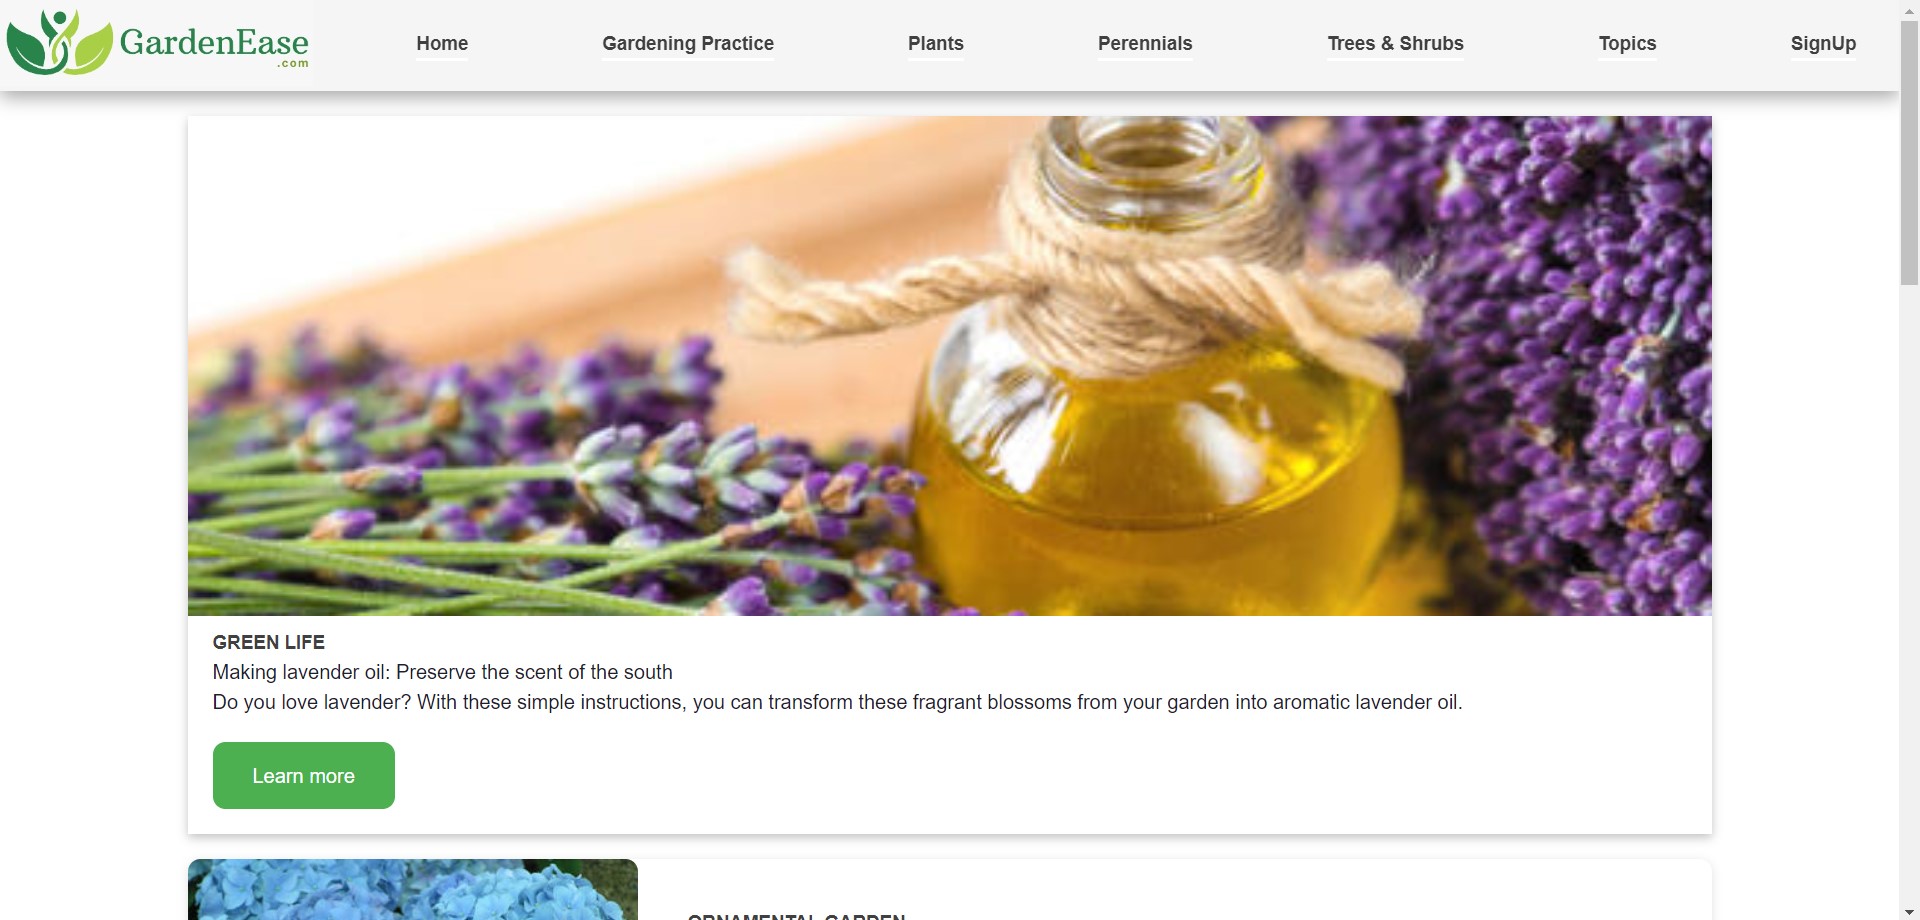 GardenEase
.com
Home
Gardening Practice
Plants
Perennials
Trees & Shrubs
Topics
SignUp
GREEN LIFE
Making lavender oil: Preserve the scent of the south
Do you love lavender? With these simple instructions, you can transform these fragrant blossoms from your garden into aromatic lavender oil.
Learn more
ORNAMENTAL GARDEN